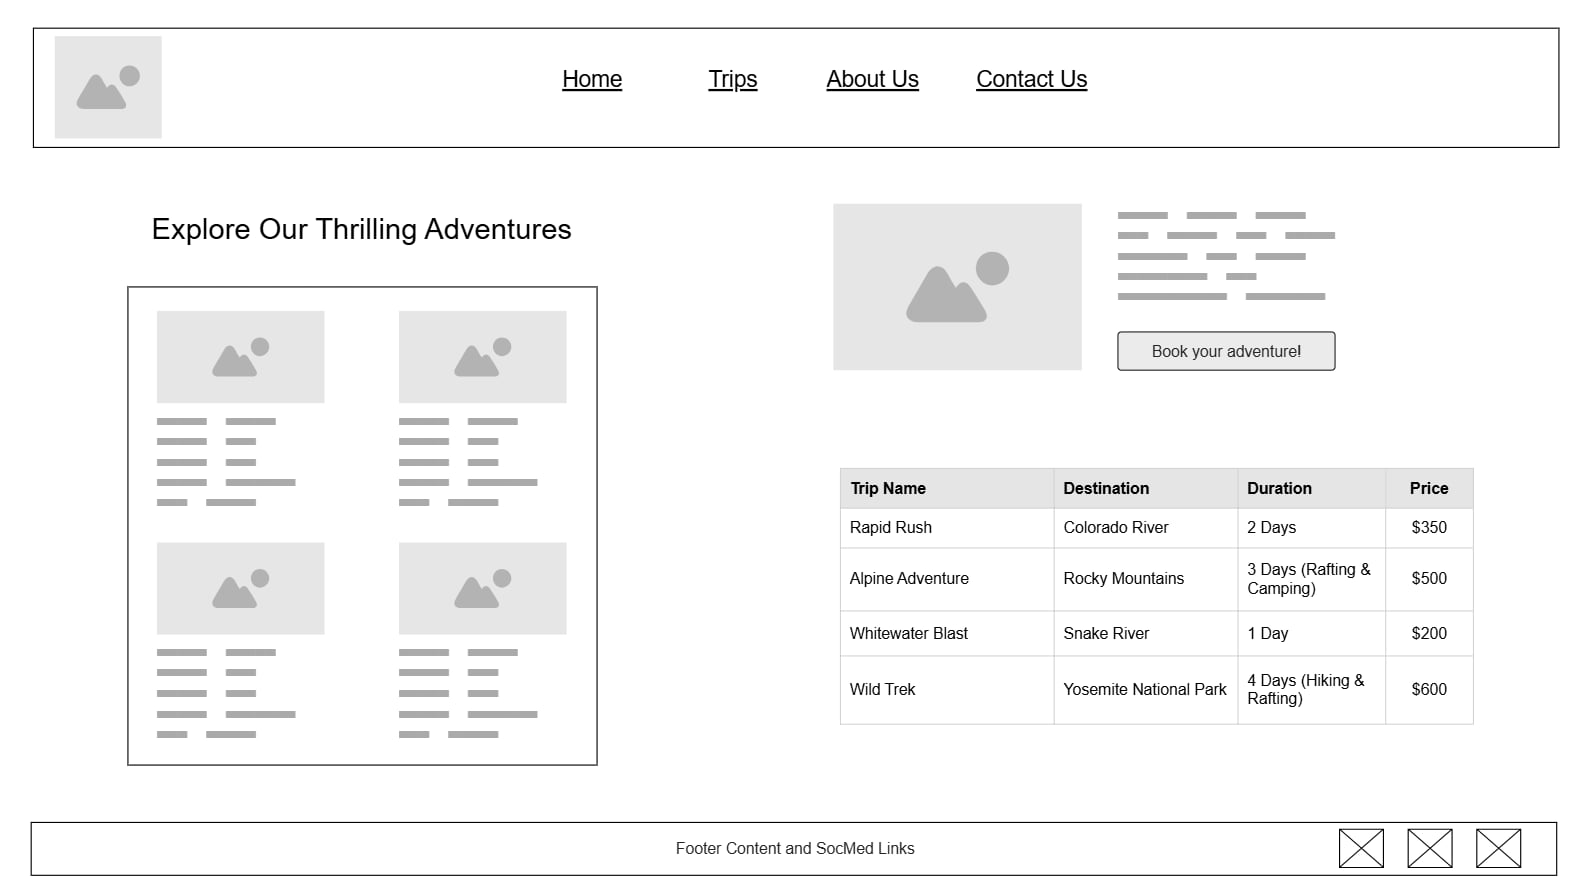 Home Trips About Us Contact Us
Explore Our Thrilling Adventures
Book your adventure!
Trip Name Destination Duration Price
Rapid Rush Colorado River 2 Days $350
Alpine Adventure Rocky Mountains 3 Days (Rafting &
Camping) $500
Whitewater Blast Snake River 1 Day $200
Wild Trek Yosemite National Park 4 Days (Hiking &
Rafting) $600
Footer Content and SocMed Links